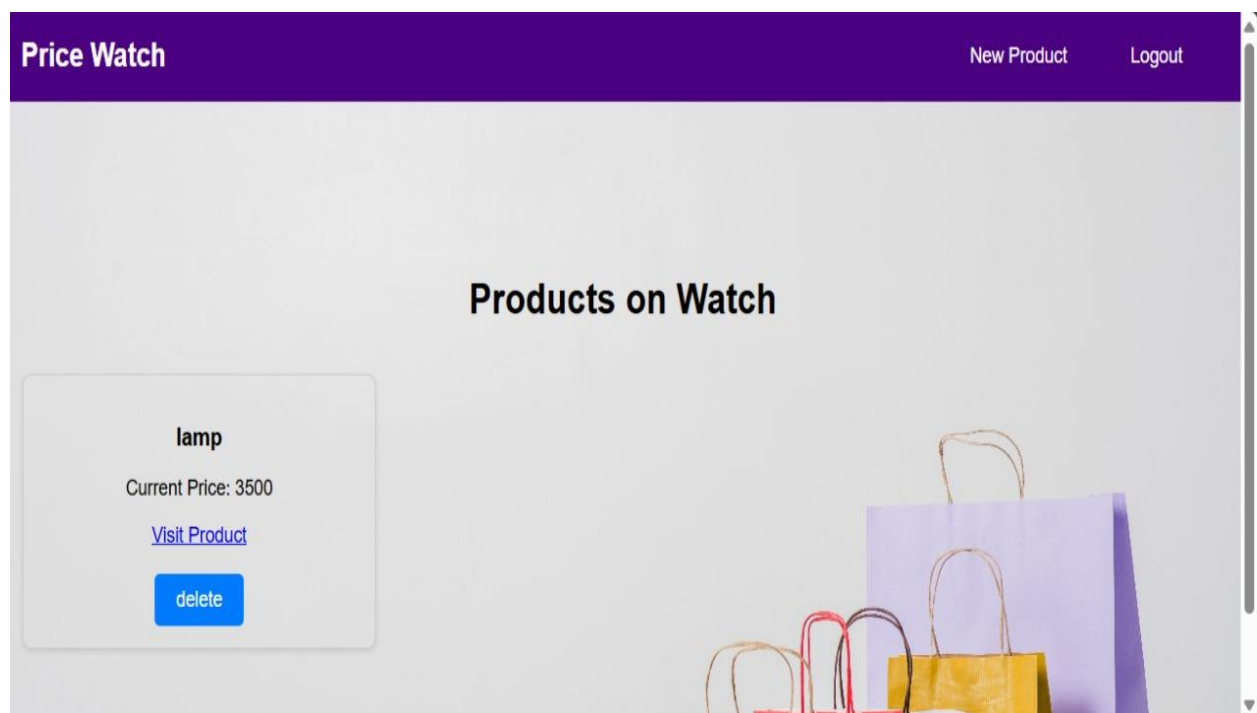 Price Watch
New Product
Logout
Products on Watch
lamp
Current Price: 3500
Visit Product
delete